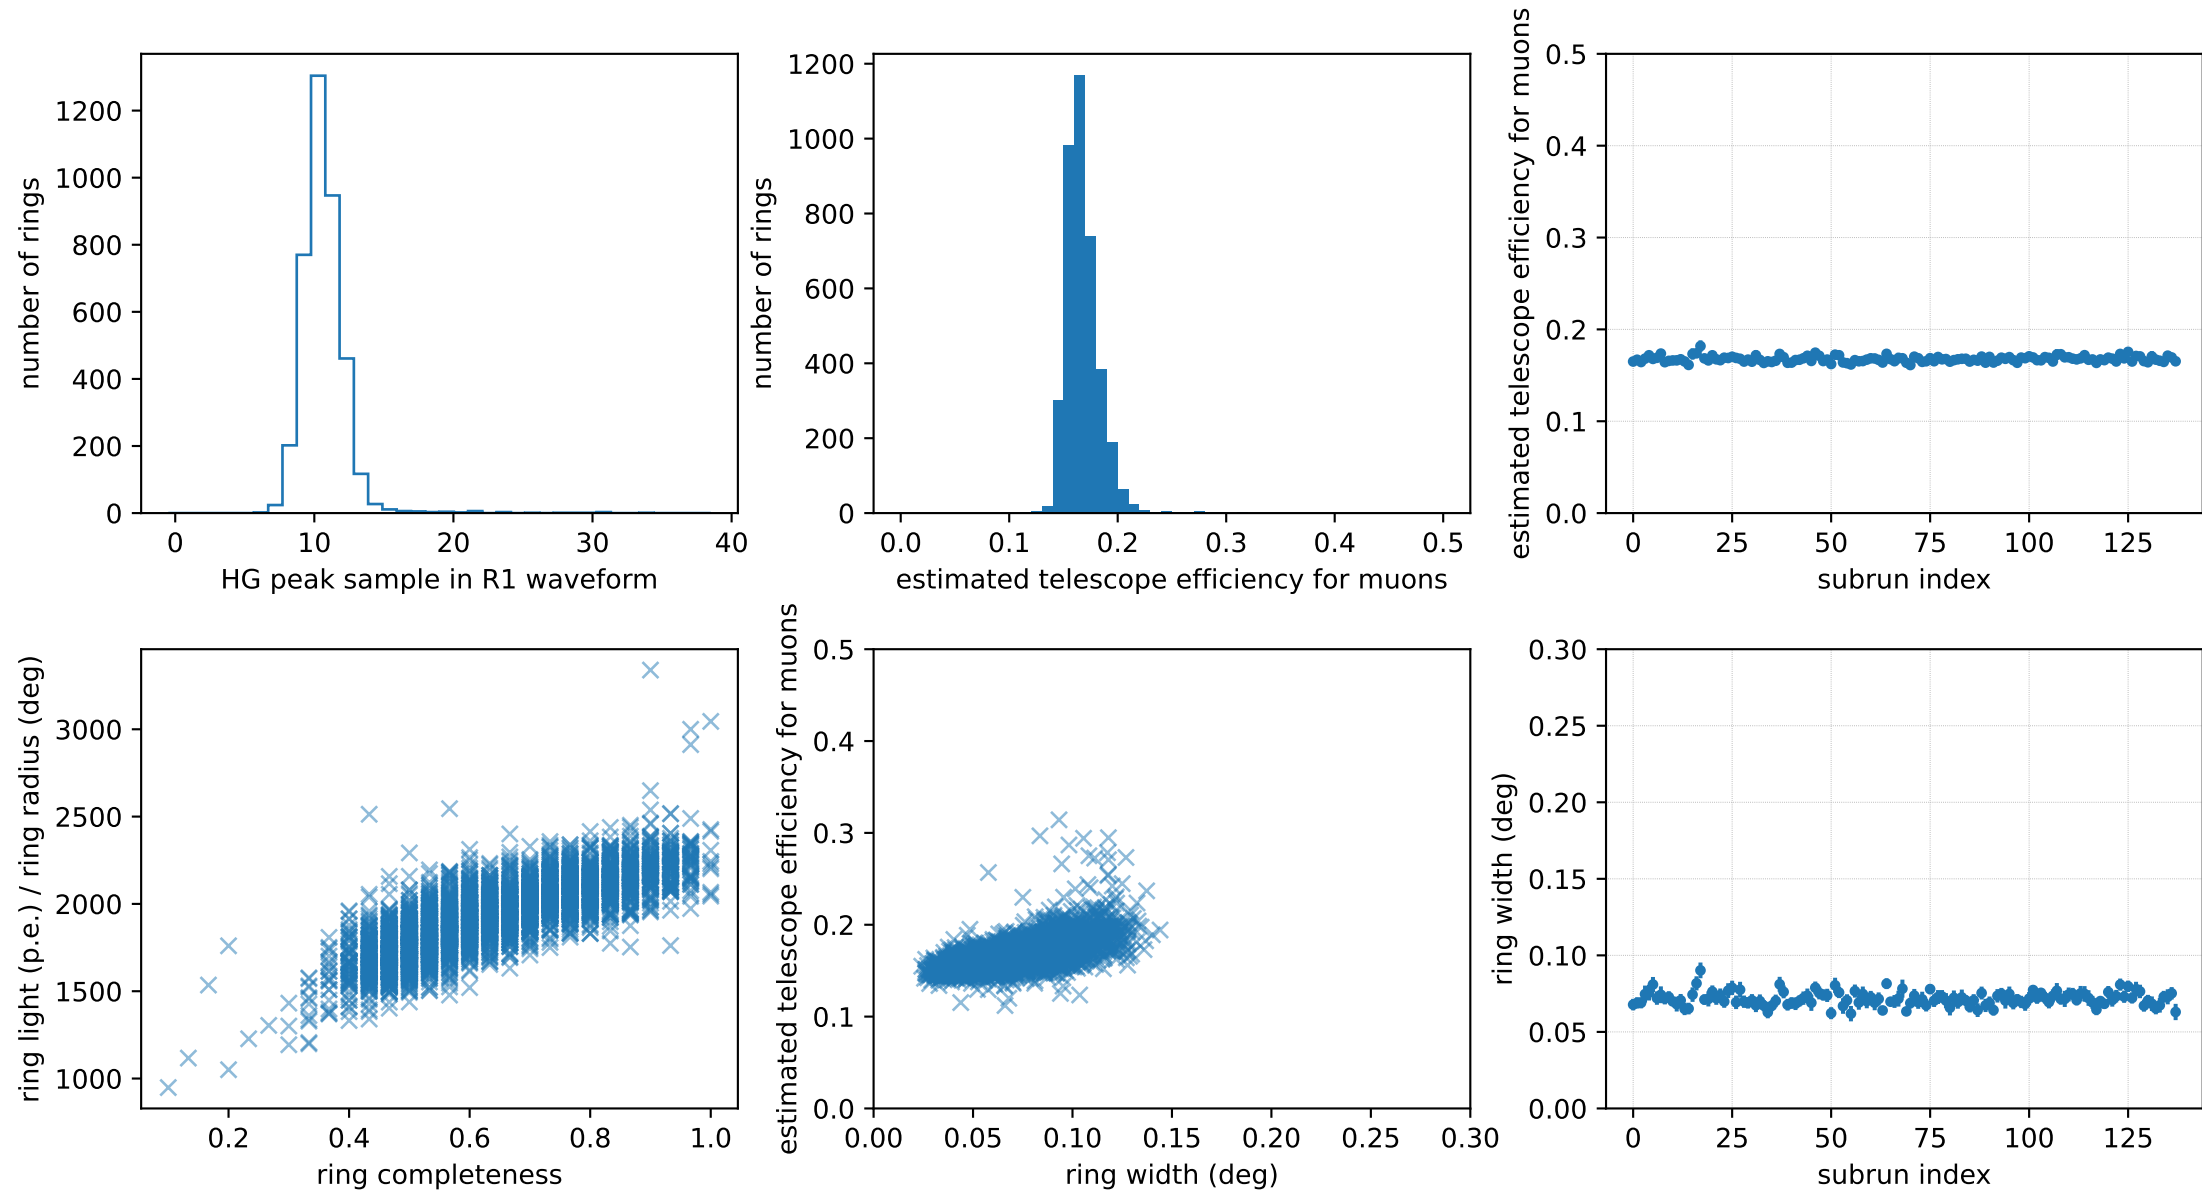 number of rings
1200
1000
800
600
400
200
0
0 10 20 30 40
HG peak sample in R1 waveform
number of rings
1200
1000
800
600
400
200
0
0.0 0.1 0.2 0.3 0.4 0.5
estimated telescope efficiency for muons
estimated telescope efficiency for muons
0.5
0.4
0.3
0.2
0.1
0.0
0 25 50 75 100 125
subrun index
ring light (p.e.) / ring radius (deg)
3000
2500
2000
1500
1000
0.2 0.4 0.6 0.8 1.0
ring completeness
estimated telescope efficiency for muons
0.5
0.4
0.3
0.2
0.1
0.0
0.00 0.05 0.10 0.15 0.20 0.25 0.30
ring width (deg)
ring width (deg)
0.30
0.25
0.20
0.15
0.10
0.05
0.00
0 25 50 75 100 125
subrun index